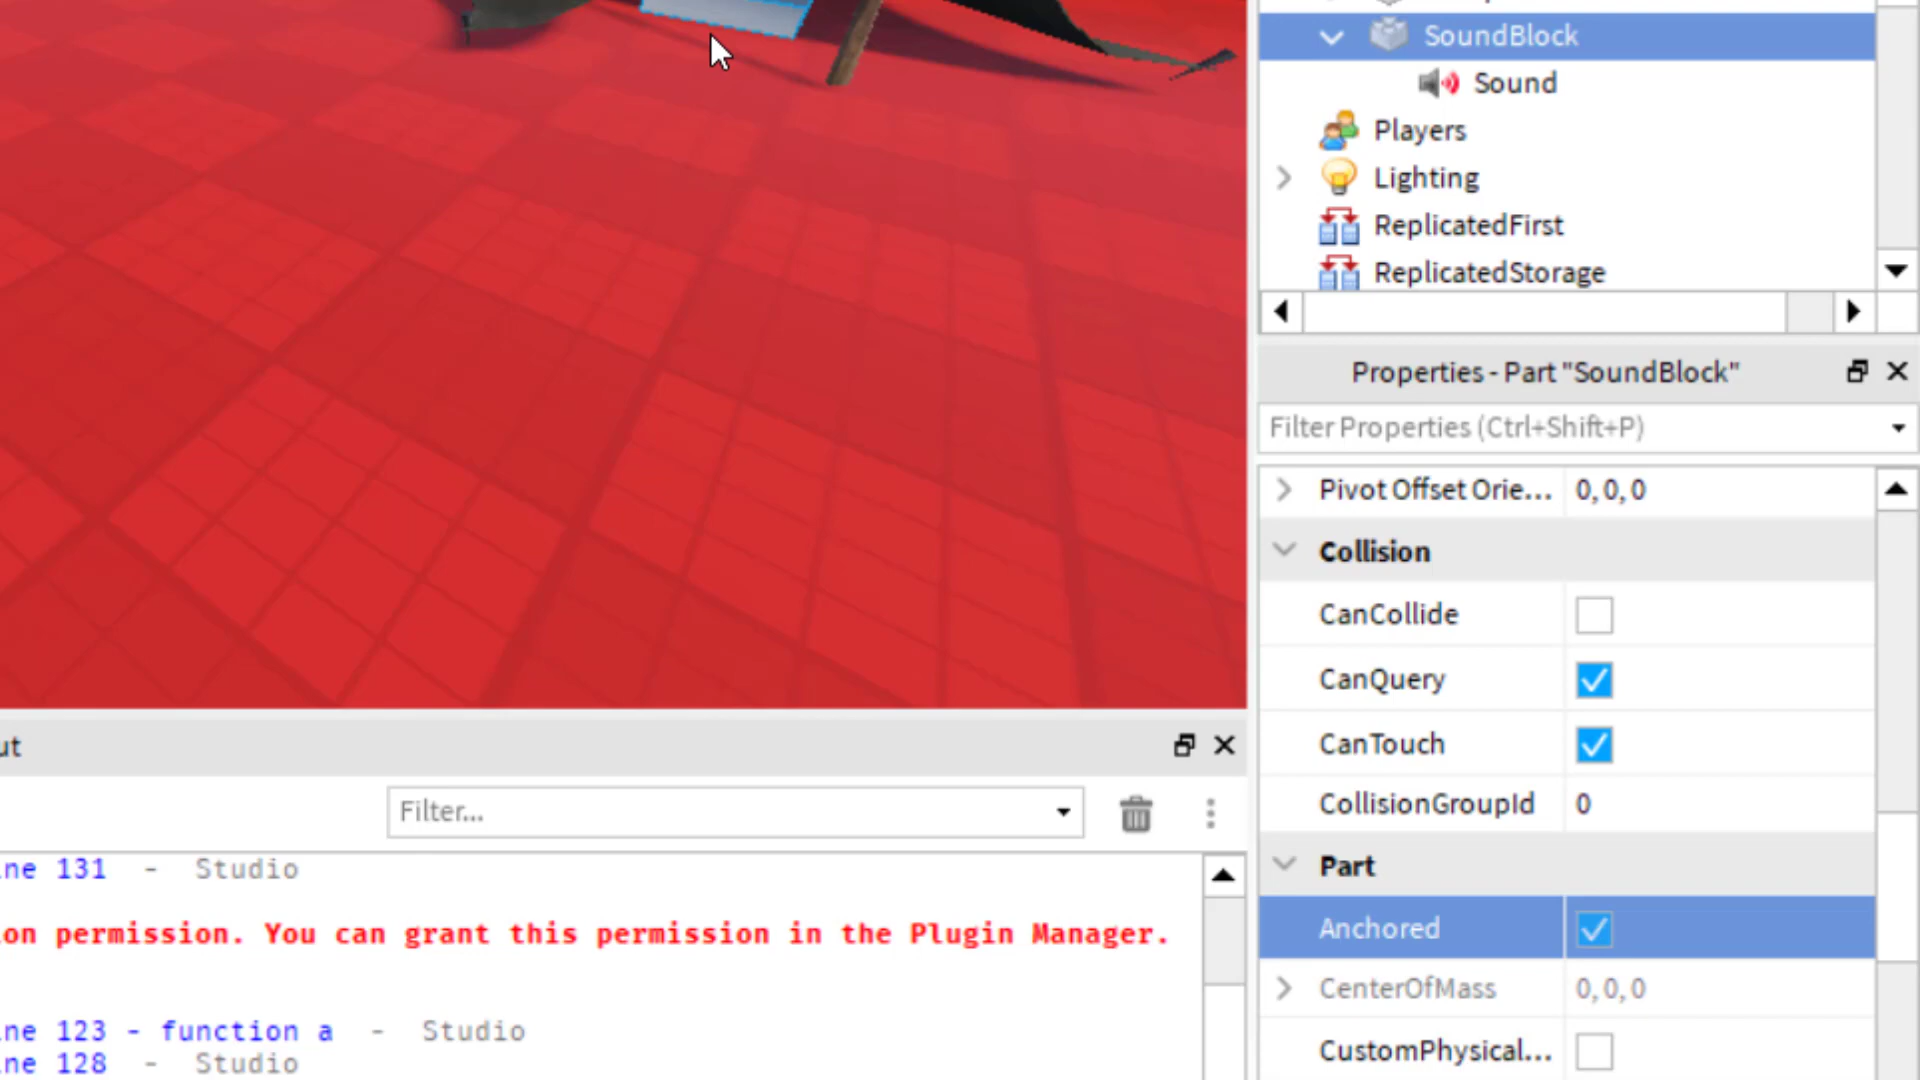 SoundBlock
Sound
Players
Lighting
ReplicatedFirst
ReplicatedStorage
Properties - Part "SoundBlock"
Filter Properties (Ctrl+Shift+P)
Pivot Offset Orie... 0, 0, 0
Collision
CanCollide
CanQuery
CanTouch
CollisionGroupId 0
Part
Anchored
CenterOfMass 0, 0, 0
CustomPhysical...
ut
Filter...
ne 131 - Studio
on permission. You can grant this permission in the Plugin Manager.
ne 123 - function a - Studio
ne 128 - Studio